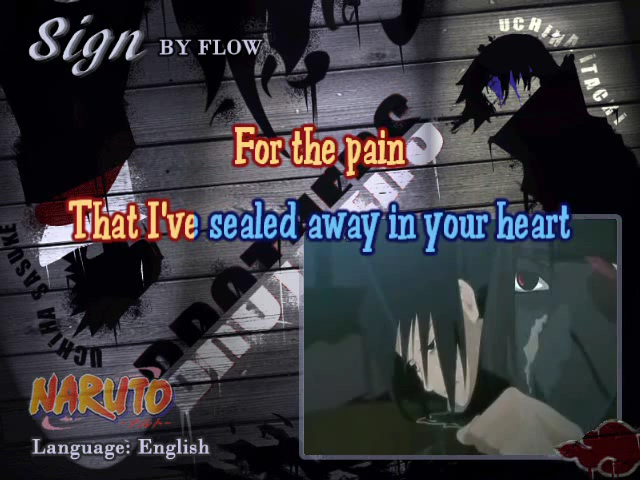 Sign BY FLOW
UCHIHA ITACHI
For the pain
That I've sealed away in your heart
UCHIHA SASUKE
NARUTO
Language: English